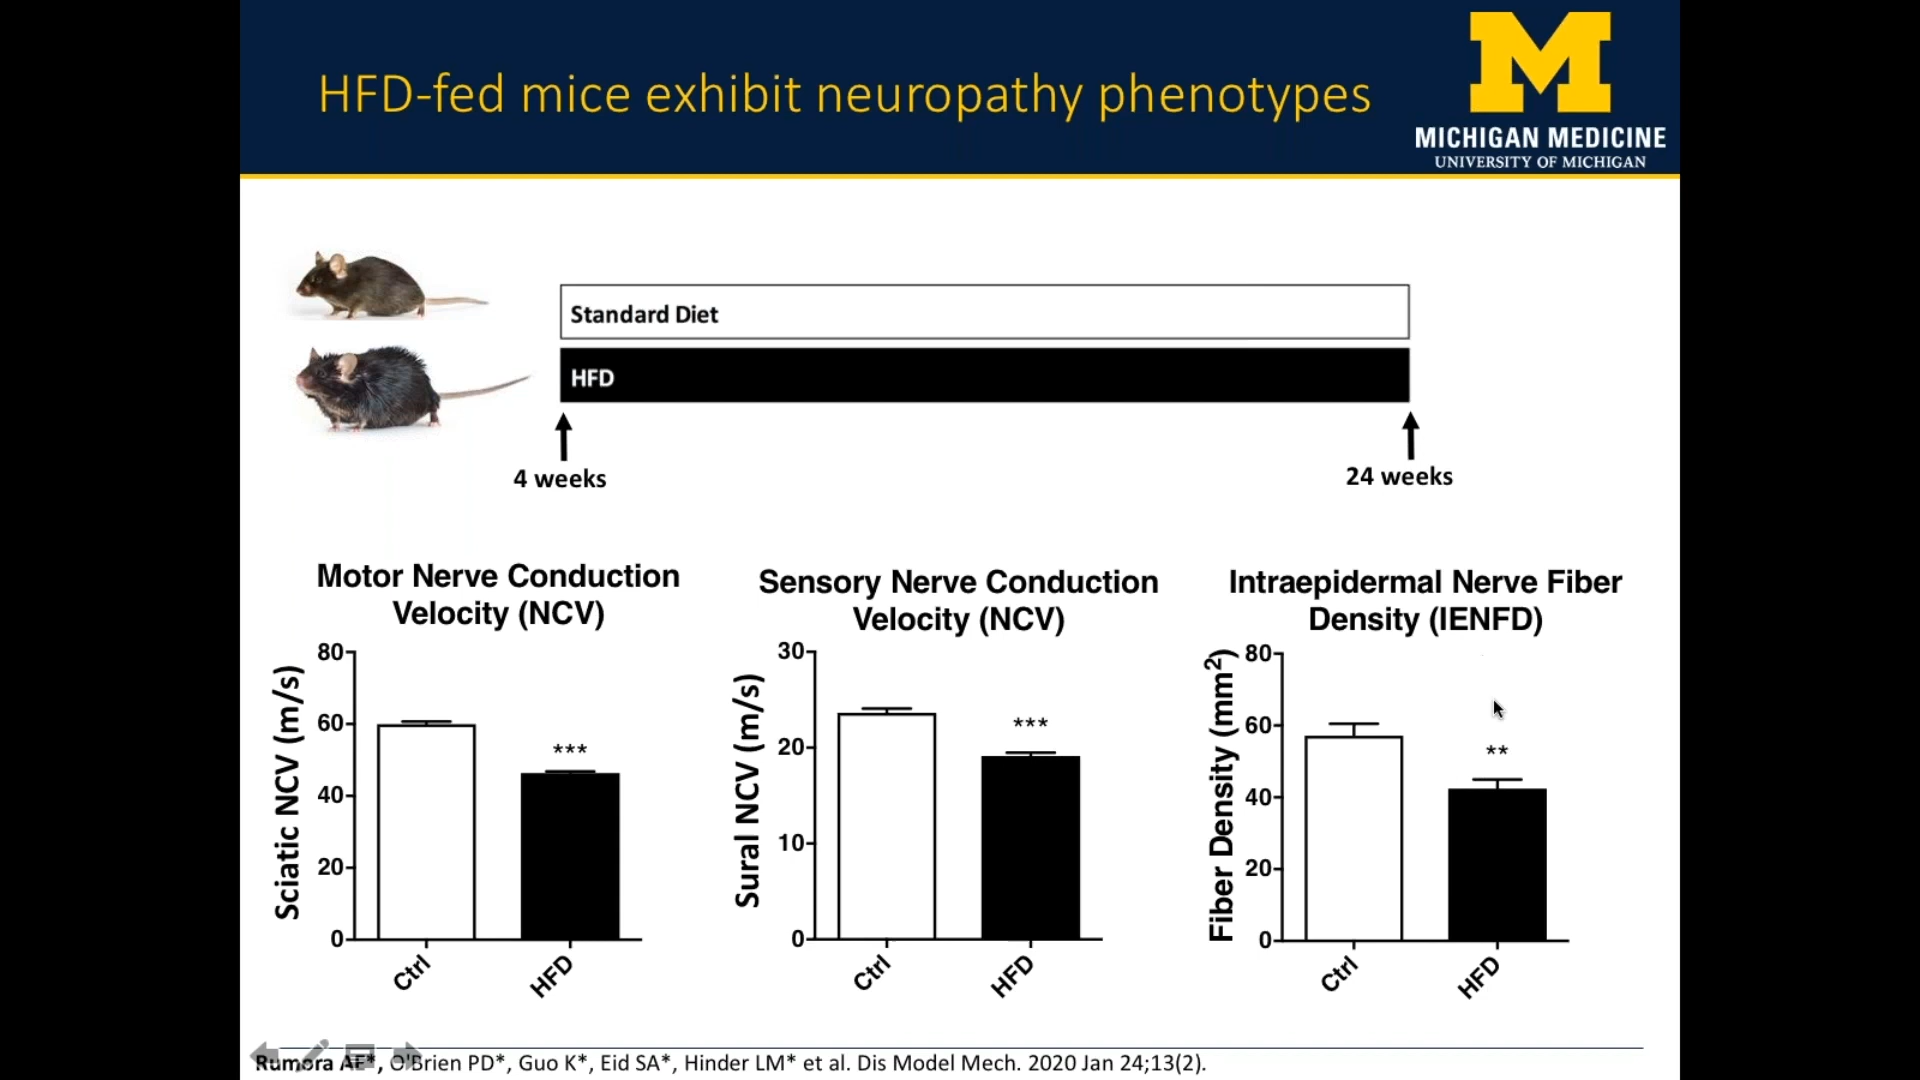 HFD-fed mice exhibit neuropathy phenotypes
M
MICHIGAN MEDICINE
UNIVERSITY OF MICHIGAN
Standard Diet
HFD
4 weeks
24 weeks
Motor Nerve Conduction
Velocity (NCV)
Sciatic NCV (m/s)
80
60
40
20
0
***
Ctrl
HFD
Sensory Nerve Conduction
Velocity (NCV)
Sural NCV (m/s)
30
20
10
0
***
Ctrl
HFD
Intraepidermal Nerve Fiber
Density (IENFD)
Fiber Density (mm²)
80
60
40
20
0
**
Ctrl
HFD
Rumora AE*, O'Brien PD*, Guo K*, Eid SA*, Hinder LM* et al. Dis Model Mech. 2020 Jan 24;13(2).